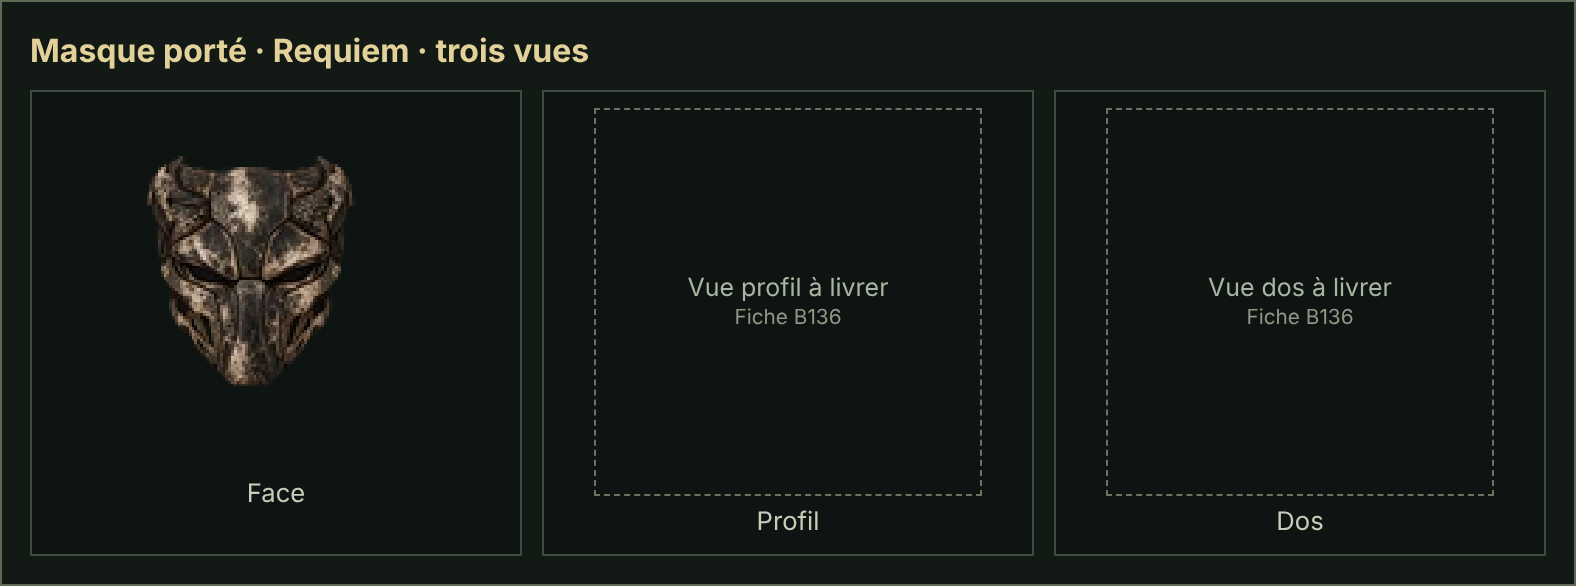 Masque porté · Requiem · trois vues
Face
Vue profil à livrer
Fiche B136
Profil
Vue dos à livrer
Fiche B136
Dos